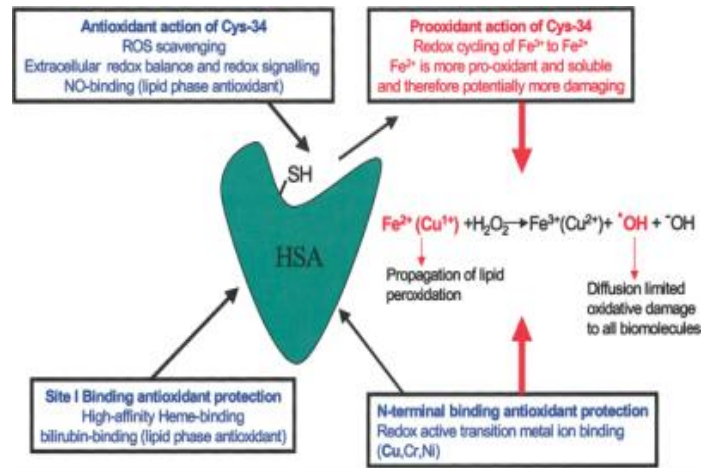 Antioxidant action of Cys-34
ROS scavenging
Extracellular redox balance and redox signalling
NO-binding (lipid phase antioxidant)
Prooxidant action of Cys-34
Redox cycling of Fe³⁺ to Fe²⁺
Fe²⁺ is more pro-oxidant and soluble
and therefore potentially more damaging
SH
HSA
Fe²⁺ (Cu¹⁺) +H₂O₂→Fe³⁺(Cu²⁺)+ •OH + ⁻OH
Propagation of lipid
peroxidation
Diffusion limited
oxidative damage
to all biomolecules
Site I Binding antioxidant protection
High-affinity Heme-binding
bilirubin-binding (lipid phase antioxidant)
N-terminal binding antioxidant protection
Redox active transition metal ion binding
(Cu,Cr,Ni)